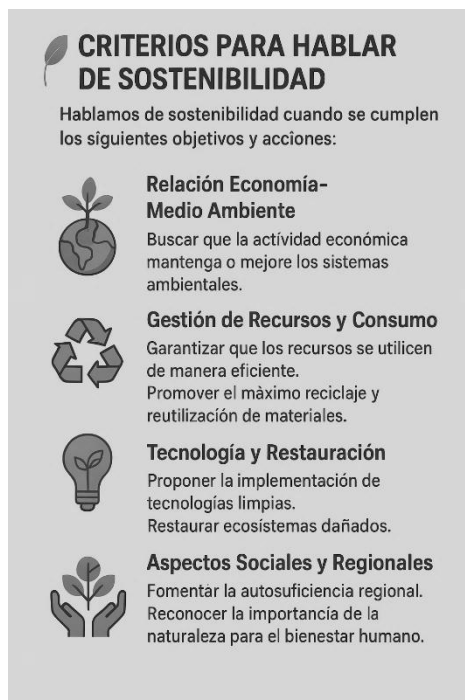 CRITERIOS PARA HABLAR
DE SOSTENIBILIDAD
Hablamos de sostenibilidad cuando se cumplen
los sîguientes objetivos y accîones:
Relación Economía-
Medio Ambiente
Buscar que la actívidad económica
mantenga o mejore los sistemas
ambientales.
Gestión de Recursos y Consumo
Garantizar que los recursos se utilicen
de manera eficiente.
Promover el màximo reciclaje y
reutilización de materiales.
Tecnología y Restauración
Proponer la implementación de
tecnologías limpias.
Restaurar ecosístemas dañados.
Aspectos Sociales y Regionales
Fomentar la autosuficiencia regional.
Reconocer la importancia de la
naturaleza para el bienestar humano.